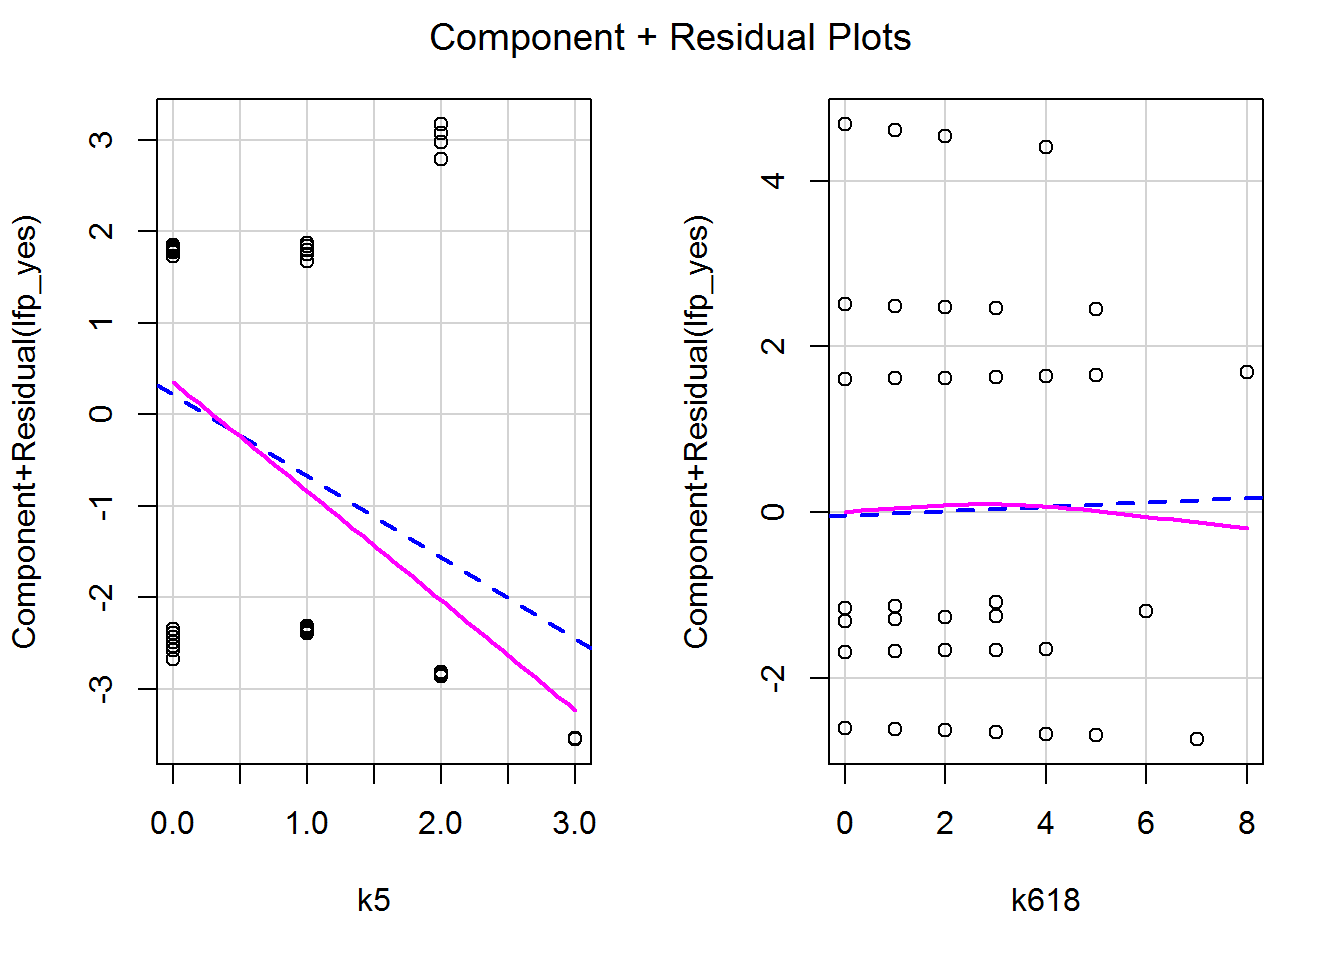 Component + Residual Plots
Component+Residual(lfp_yes)
3
2
1
0
-1
-2
-3
0.0 1.0 2.0 3.0
k5
Component+Residual(lfp_yes)
4
2
0
-2
0 2 4 6 8
k618